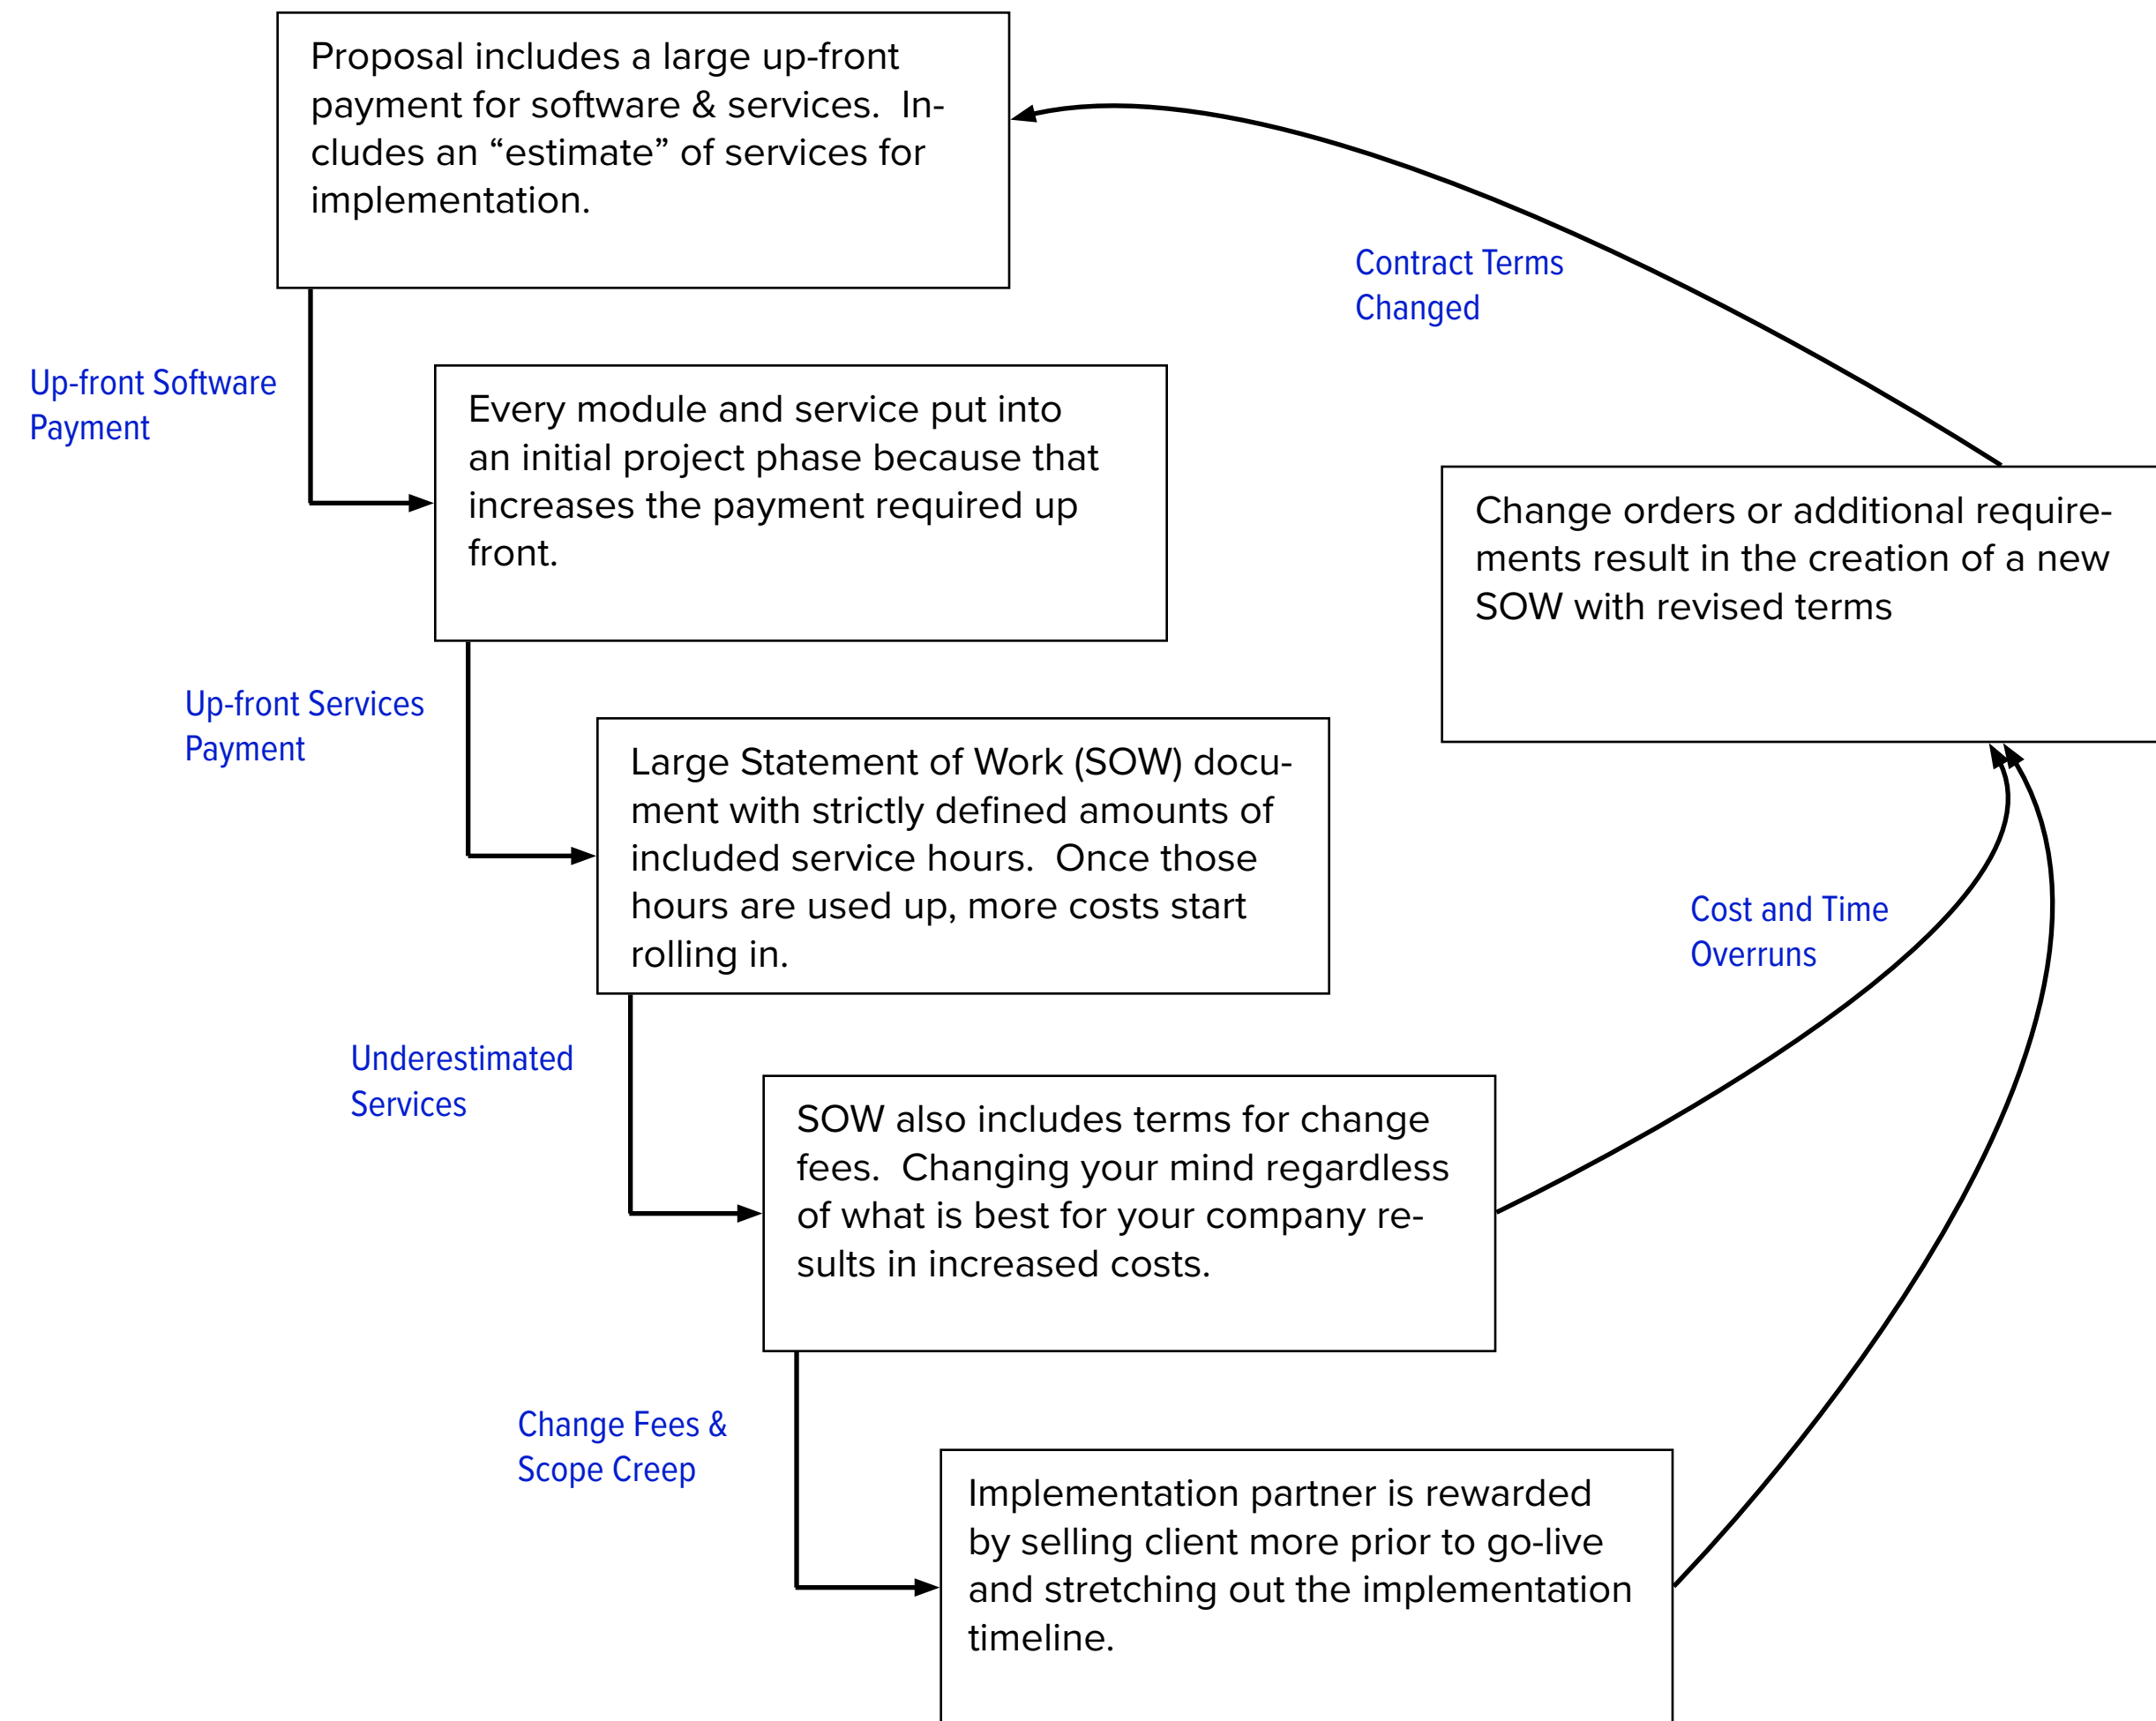 Proposal includes a large up-front
payment for software & services.  In-
cludes an “estimate” of services for
implementation.
Contract Terms
Changed
Up-front Software
Payment
Every module and service put into
an initial project phase because that
increases the payment required up
front.
Change orders or additional require-
ments result in the creation of a new
SOW with revised terms
Up-front Services
Payment
Large Statement of Work (SOW) docu-
ment with strictly defined amounts of
included service hours.  Once those
hours are used up, more costs start
rolling in.
Cost and Time
Overruns
Underestimated
Services
SOW also includes terms for change
fees.  Changing your mind regardless
of what is best for your company re-
sults in increased costs.
Change Fees &
Scope Creep
Implementation partner is rewarded
by selling client more prior to go-live
and stretching out the implementation
timeline.